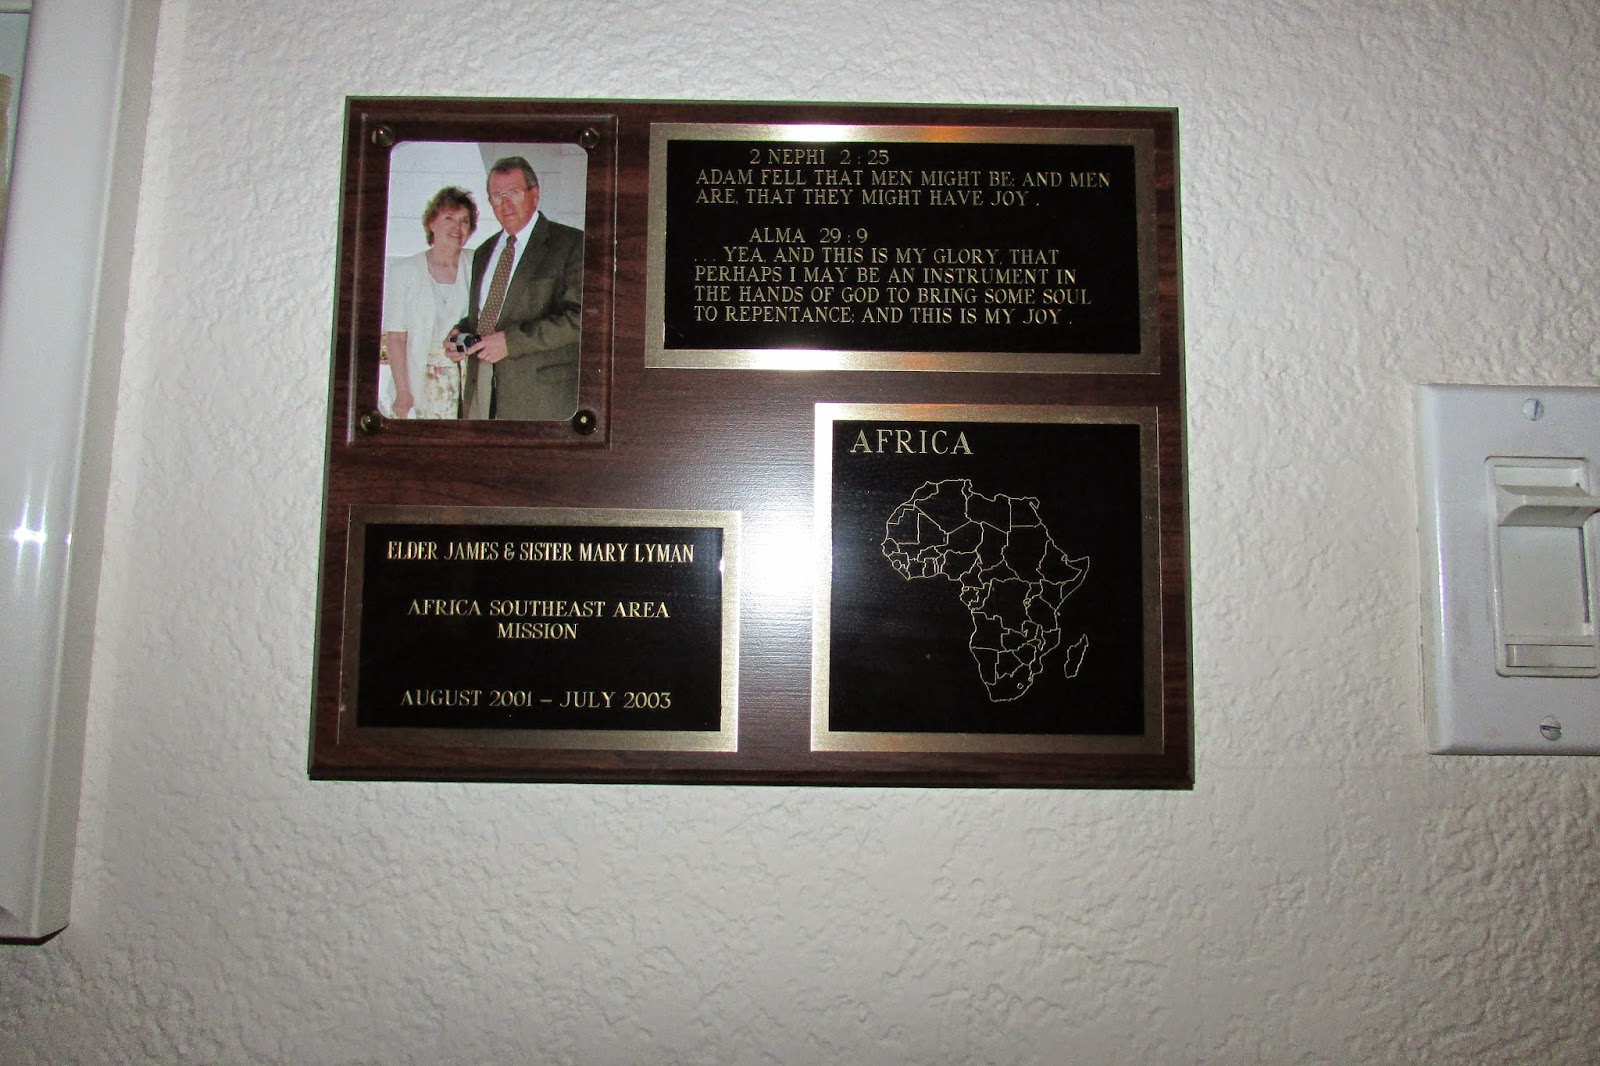 2 NEPHI 2 : 25
ADAM FELL THAT MEN MIGHT BE; AND MEN
ARE, THAT THEY MIGHT HAVE JOY .
ALMA 29 : 9
. . . YEA, AND THIS IS MY GLORY, THAT
PERHAPS I MAY BE AN INSTRUMENT IN
THE HANDS OF GOD TO BRING SOME SOUL
TO REPENTANCE; AND THIS IS MY JOY .
AFRICA
ELDER JAMES & SISTER MARY LYMAN
AFRICA SOUTHEAST AREA
MISSION
AUGUST 2001 – JULY 2003